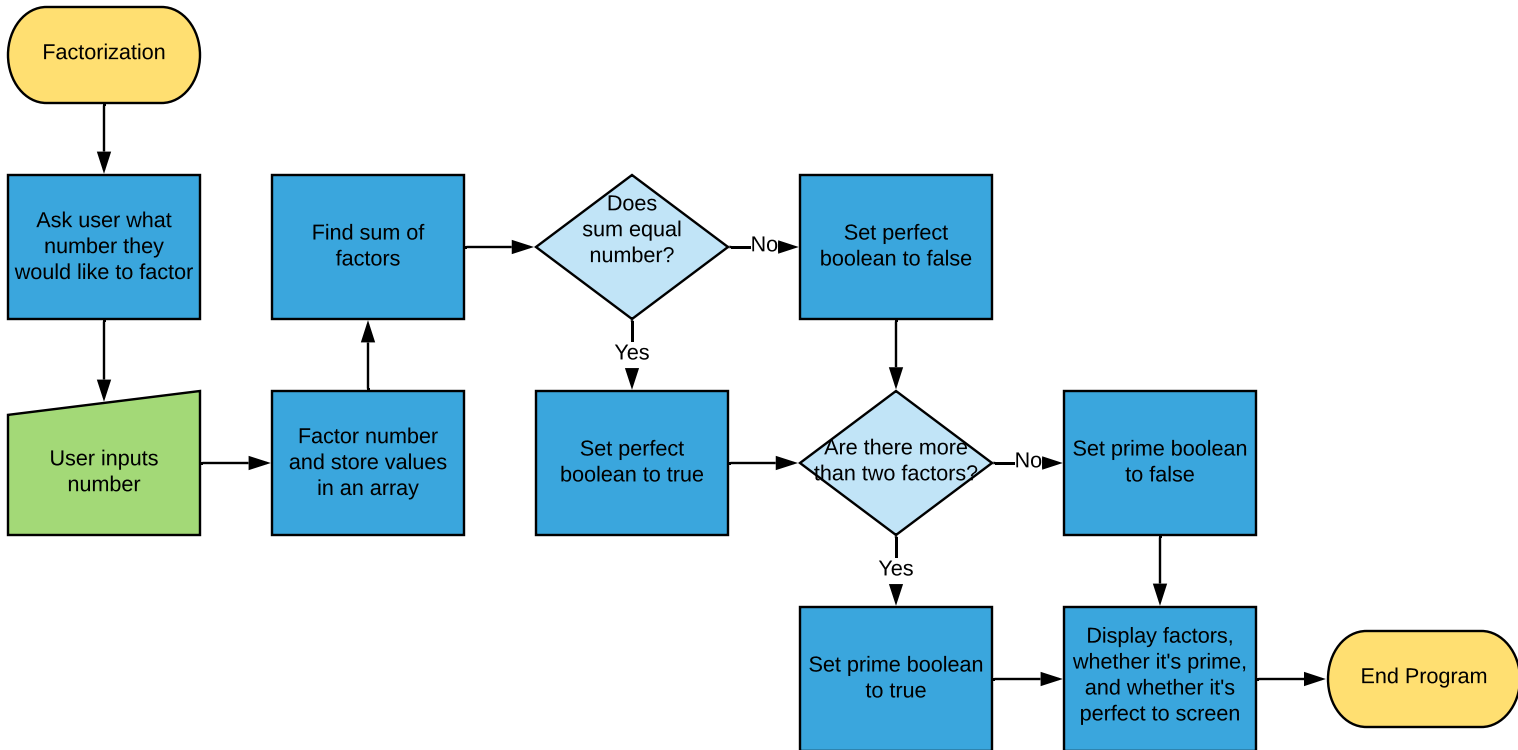 Factorization
Ask user what
number they
would like to factor
User inputs
number
Factor number
and store values
in an array
Find sum of
factors
Does
sum equal
number?
No
Set perfect
boolean to false
Yes
Set perfect
boolean to true
Are there more
than two factors?
No
Set prime boolean
to false
Yes
Set prime boolean
to true
Display factors,
whether it's prime,
and whether it's
perfect to screen
End Program